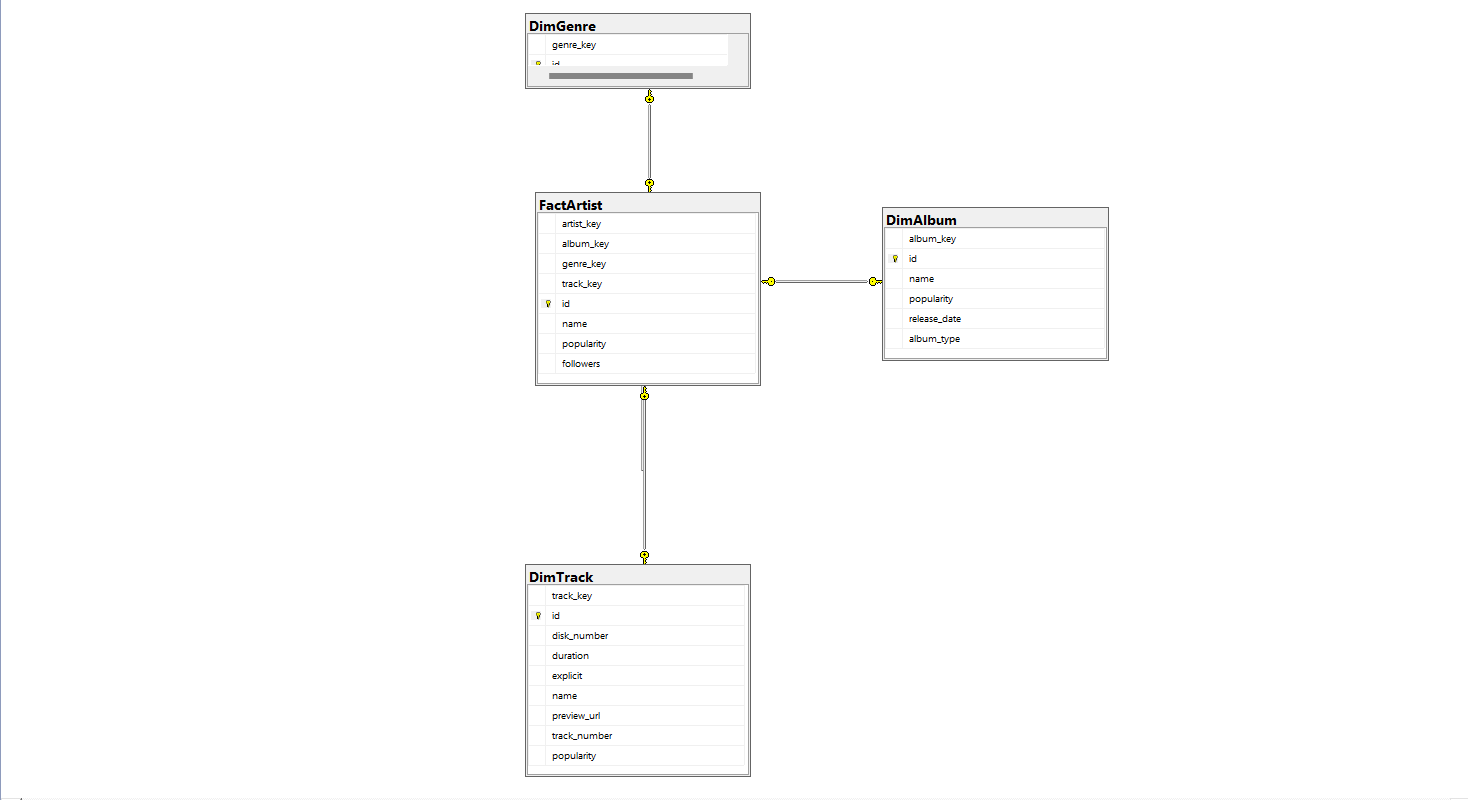 DimGenre
genre_key
id
FactArtist
artist_key
album_key
genre_key
track_key
id
name
popularity
followers
DimAlbum
album_key
id
name
popularity
release_date
album_type
DimTrack
track_key
id
disk_number
duration
explicit
name
preview_url
track_number
popularity